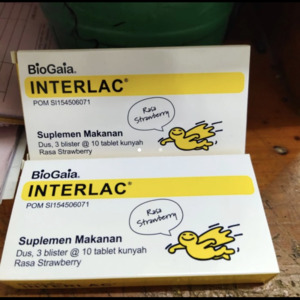 BioGaia®
INTERLAC®
POM SI154506071
Rasa
Strawberry
Suplemen Makanan
Dus, 3 blister @ 10 tablet kunyah
Rasa Strawberry
BioGaia®
INTERLAC®
POM SI154506071
Rasa
Strawberry
Suplemen Makanan
Dus, 3 blister @ 10 tablet kunyah
Rasa Strawberry